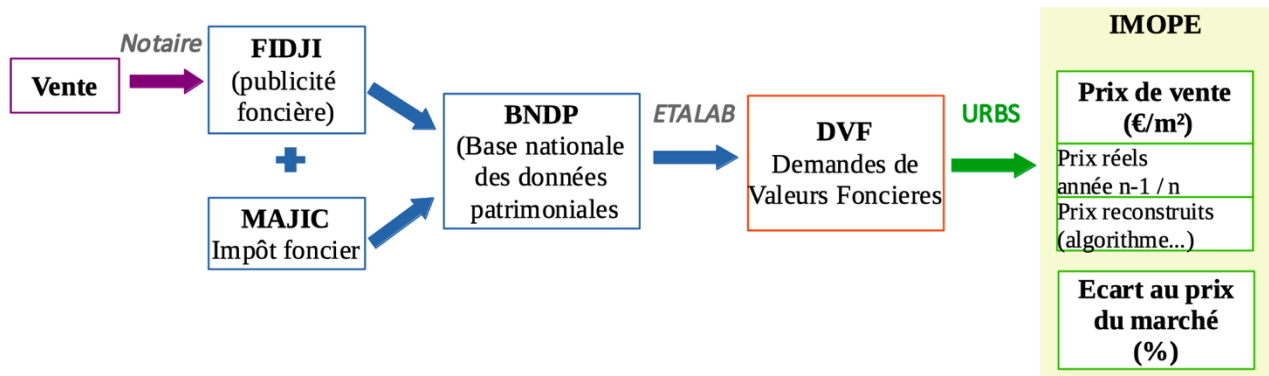 Vente
Notaire
FIDJI
(publicité
foncière)
MAJIC
Impôt foncier
BNDP
(Base nationale
des données
patrimoniales
ETALAB
DVF
Demandes de
Valeurs Foncieres
URBS
IMOPE
Prix de vente
(€/m²)
Prix réels
année n-1 / n
Prix reconstruits
(algorithme...)
Ecart au prix
du marché
(%)